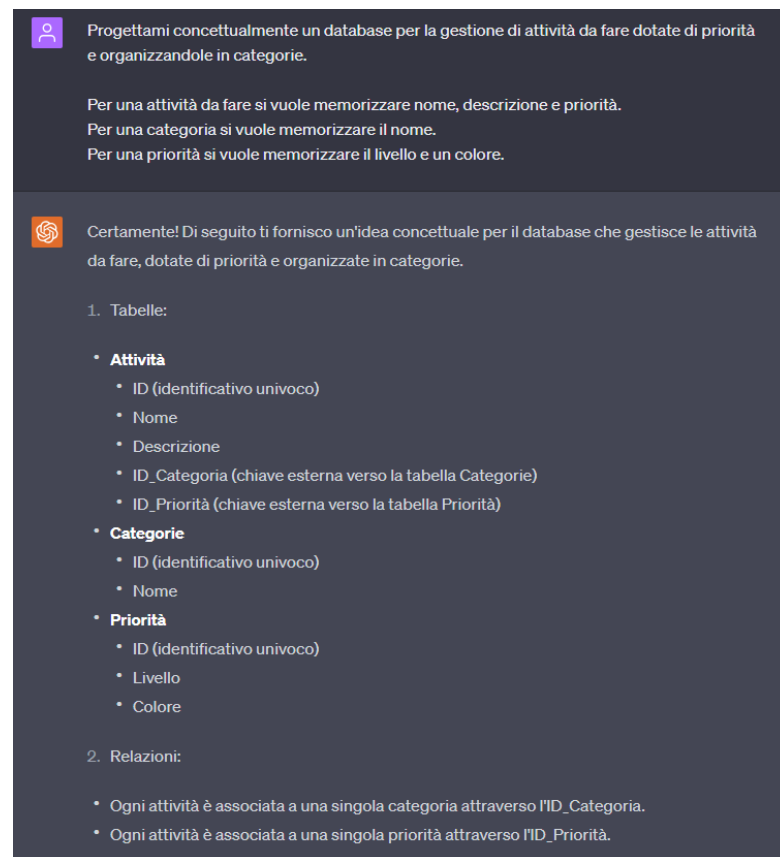 Progettami concettualmente un database per la gestione di attività da fare dotate di priorità
e organizzandole in categorie.
Per una attività da fare si vuole memorizzare nome, descrizione e priorità.
Per una categoria si vuole memorizzare il nome.
Per una priorità si vuole memorizzare il livello e un colore.
Certamente! Di seguito ti fornisco un'idea concettuale per il database che gestisce le attività
da fare, dotate di priorità e organizzate in categorie.
1. Tabelle:
• Attività
• ID (identificativo univoco)
• Nome
• Descrizione
• ID_Categoria (chiave esterna verso la tabella Categorie)
• ID_Priorità (chiave esterna verso la tabella Priorità)
• Categorie
• ID (identificativo univoco)
• Nome
• Priorità
• ID (identificativo univoco)
• Livello
• Colore
2. Relazioni:
• Ogni attività è associata a una singola categoria attraverso l'ID_Categoria.
• Ogni attività è associata a una singola priorità attraverso l'ID_Priorità.